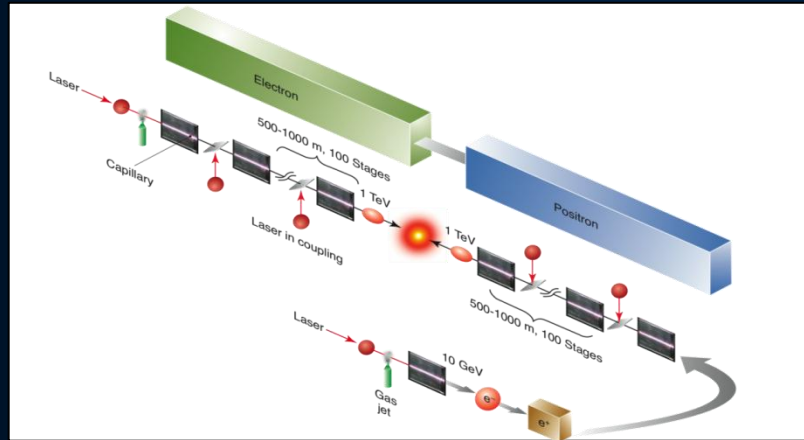 Electron
Laser
500-1000 m, 100 Stages
Capillary
1 TeV
Laser in coupling
Positron
1 TeV
500-1000 m, 100 Stages
Laser
10 GeV
Gas
jet
e⁻
e⁺